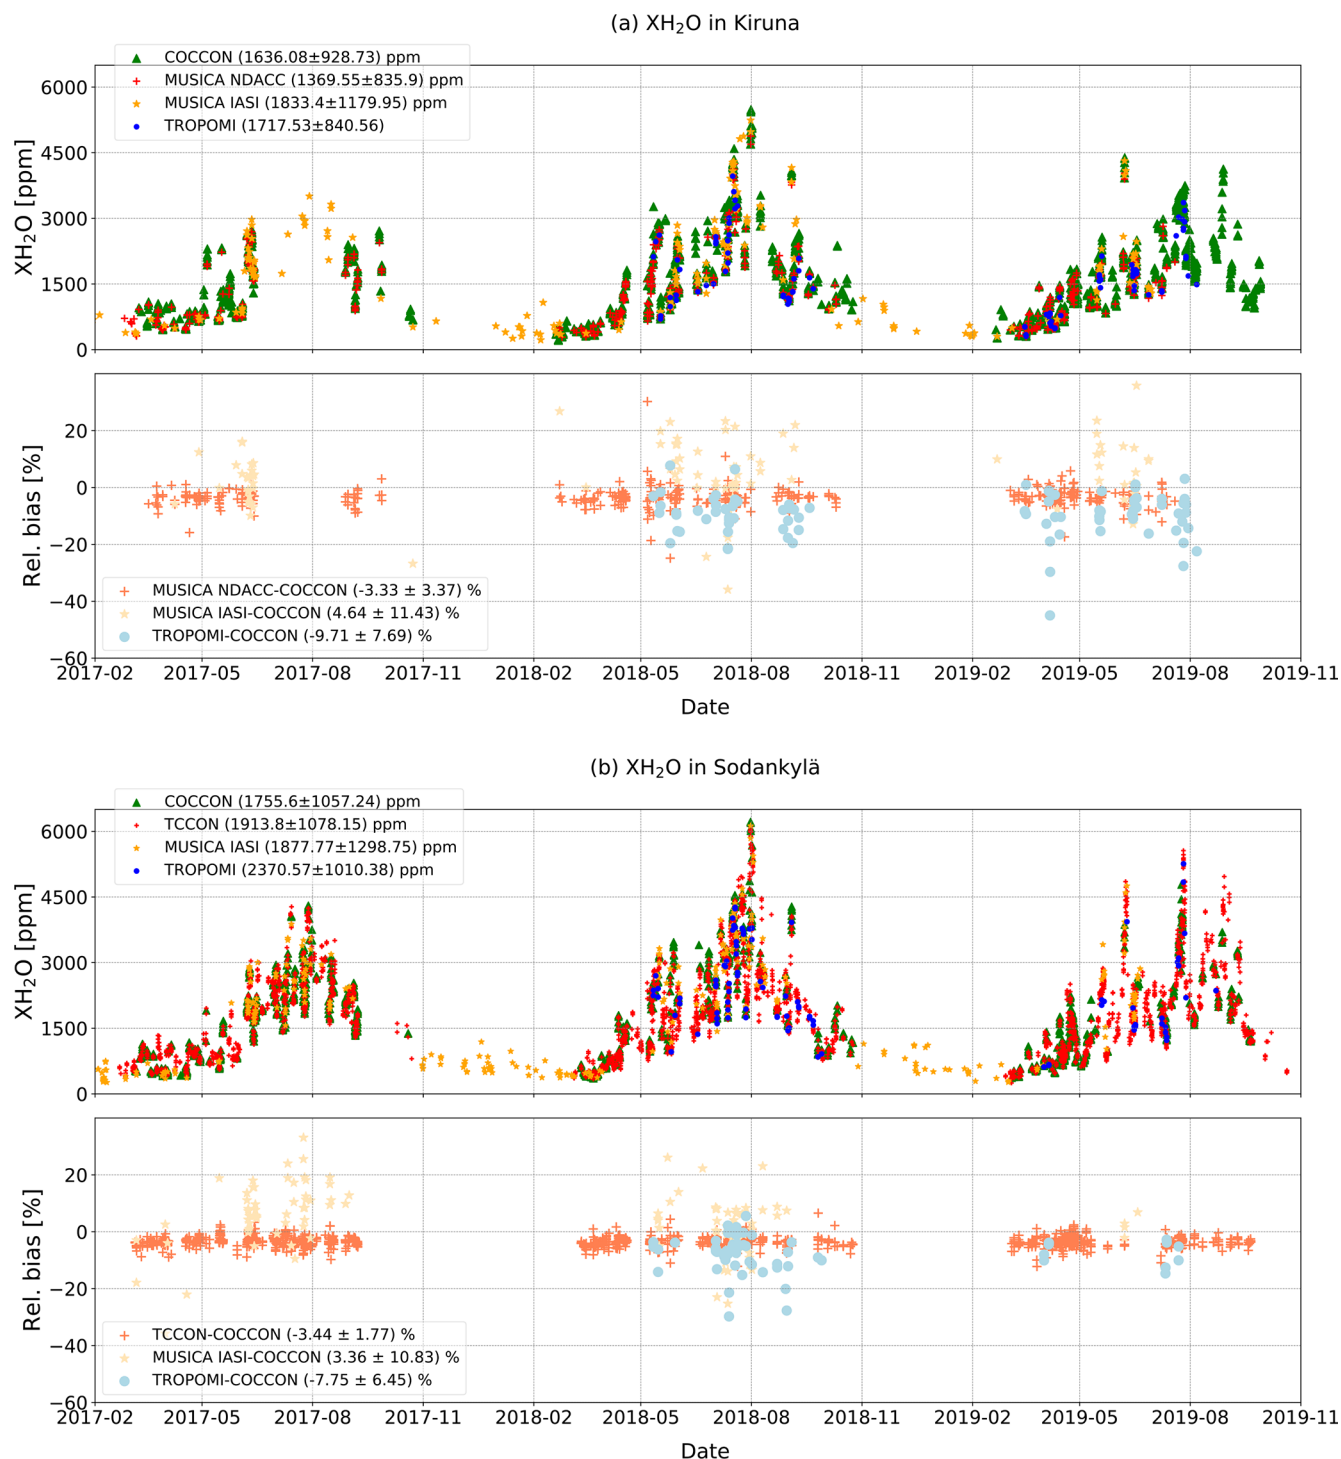 (a) XH₂O in Kiruna
COCCON (1636.08±928.73) ppm
MUSICA NDACC (1369.55±835.9) ppm
MUSICA IASI (1833.4±1179.95) ppm
TROPOMI (1717.53±840.56)
XH₂O [ppm]
6000
4500
3000
1500
0
Rel. bias [%]
20
0
−20
−40
−60
MUSICA NDACC-COCCON (-3.33 ± 3.37) %
MUSICA IASI-COCCON (4.64 ± 11.43) %
TROPOMI-COCCON (-9.71 ± 7.69) %
2017-02 2017-05 2017-08 2017-11 2018-02 2018-05 2018-08 2018-11 2019-02 2019-05 2019-08 2019-11
Date
(b) XH₂O in Sodankylä
COCCON (1755.6±1057.24) ppm
TCCON (1913.8±1078.15) ppm
MUSICA IASI (1877.77±1298.75) ppm
TROPOMI (2370.57±1010.38) ppm
XH₂O [ppm]
6000
4500
3000
1500
0
Rel. bias [%]
20
0
−20
−40
−60
TCCON-COCCON (-3.44 ± 1.77) %
MUSICA IASI-COCCON (3.36 ± 10.83) %
TROPOMI-COCCON (-7.75 ± 6.45) %
2017-02 2017-05 2017-08 2017-11 2018-02 2018-05 2018-08 2018-11 2019-02 2019-05 2019-08 2019-11
Date